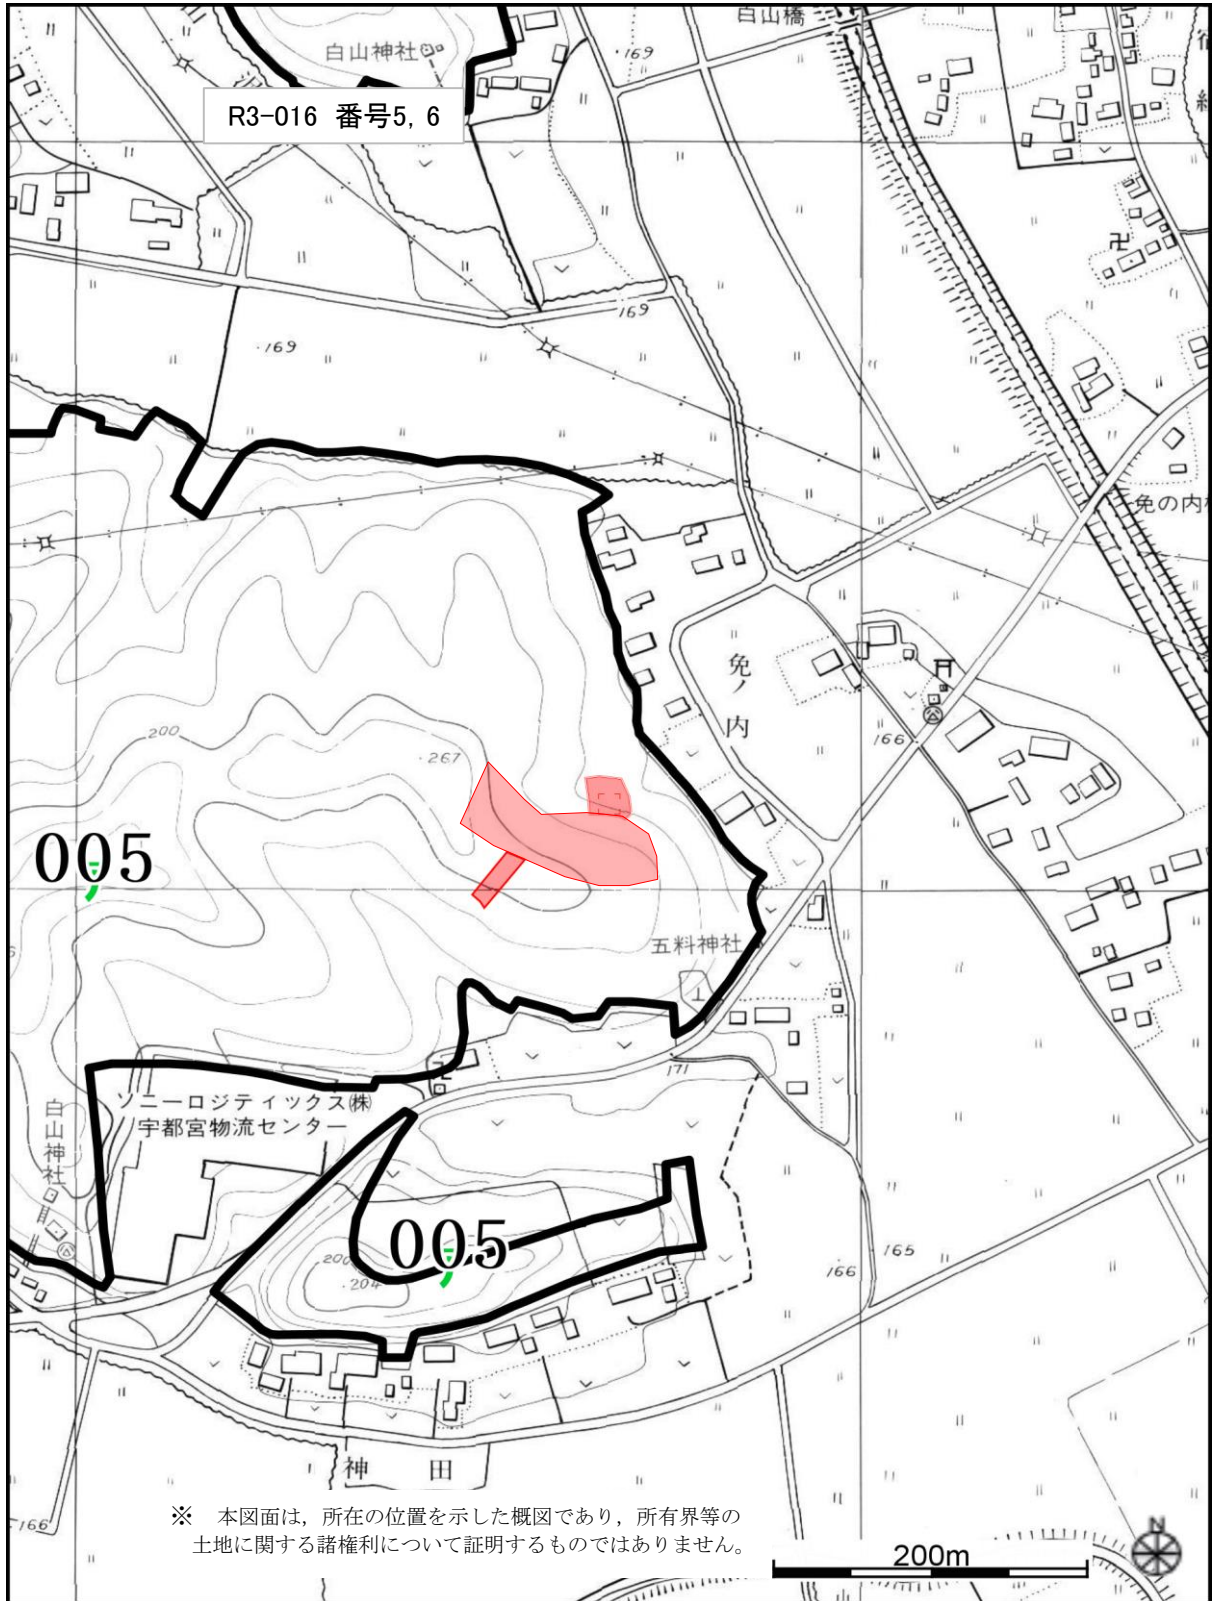 白山橋
白山神社
169
R3-016 番号5, 6
169
169
免の内
免ノ内
200
267
166
005
五料神社
171
ソニーロジティックス㈱
宇都宮物流センター
白山神社
005
200
204
165
166
神田
166
※ 本図面は，所在の位置を示した概図であり，所有界等の
土地に関する諸権利について証明するものではありません。
200m
N